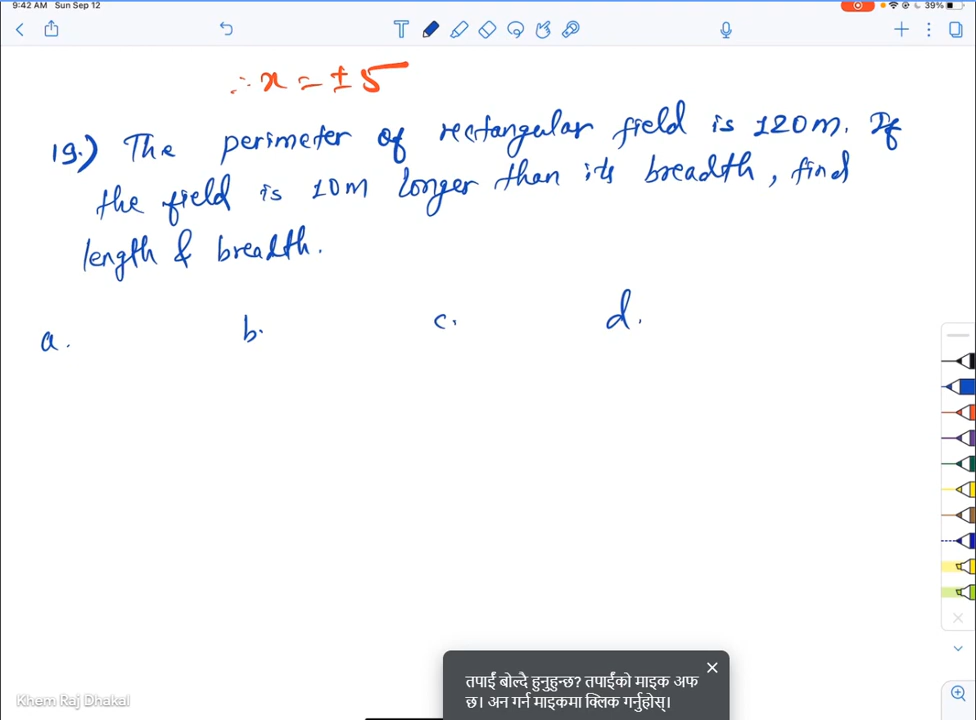 9:42 AM Sun Sep 12
39%
T
∴ x = ± 5
19.) The perimeter of rectangular field is 120m. If
the field is 10m longer than its breadth, find
length & breadth.
a. b. c. d.
तपाईं बोल्दै हुनुहुन्छ? तपाईंको माइक अफ
छ। अन गर्न माइकमा क्लिक गर्नुहोस्।
Khem Raj Dhakal